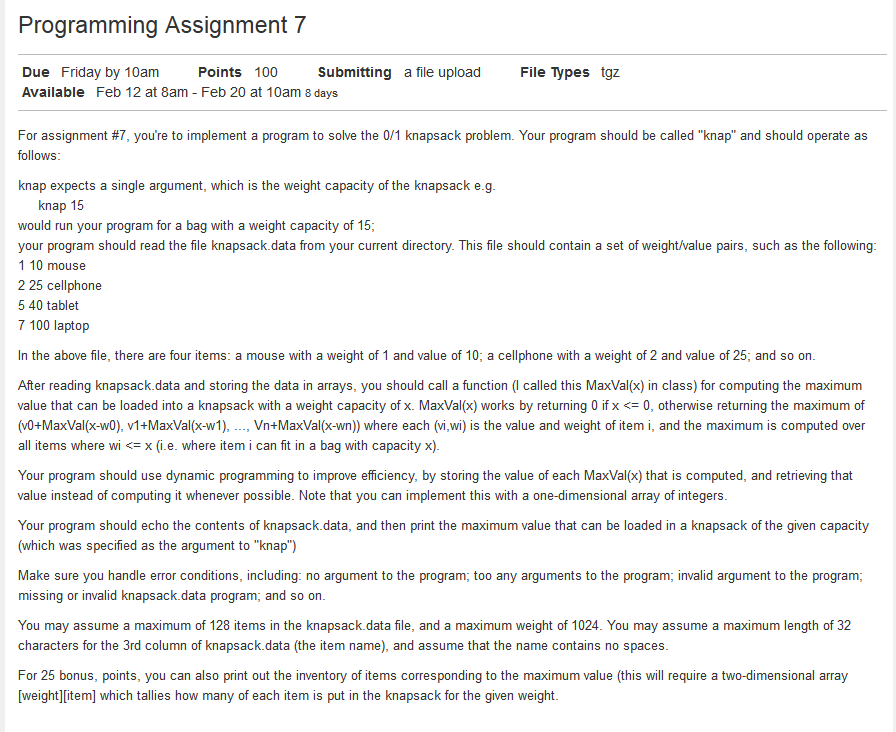 Programming Assignment 7
Due Friday by 10am Points 100 Submitting a file upload File Types tgz
Available Feb 12 at 8am - Feb 20 at 10am 8 days
For assignment #7, you're to implement a program to solve the 0/1 knapsack problem. Your program should be called "knap" and should operate as
follows:
knap expects a single argument, which is the weight capacity of the knapsack e.g.
knap 15
would run your program for a bag with a weight capacity of 15;
your program should read the file knapsack.data from your current directory. This file should contain a set of weight/value pairs, such as the following:
1 10 mouse
2 25 cellphone
5 40 tablet
7 100 laptop
In the above file, there are four items: a mouse with a weight of 1 and value of 10; a cellphone with a weight of 2 and value of 25; and so on.
After reading knapsack.data and storing the data in arrays, you should call a function (I called this MaxVal(x) in class) for computing the maximum
value that can be loaded into a knapsack with a weight capacity of x. MaxVal(x) works by returning 0 if x <= 0, otherwise returning the maximum of
(v0+MaxVal(x-w0), v1+MaxVal(x-w1), ..., Vn+MaxVal(x-wn)) where each (vi,wi) is the value and weight of item i, and the maximum is computed over
all items where wi <= x (i.e. where item i can fit in a bag with capacity x).
Your program should use dynamic programming to improve efficiency, by storing the value of each MaxVal(x) that is computed, and retrieving that
value instead of computing it whenever possible. Note that you can implement this with a one-dimensional array of integers.
Your program should echo the contents of knapsack.data, and then print the maximum value that can be loaded in a knapsack of the given capacity
(which was specified as the argument to "knap")
Make sure you handle error conditions, including: no argument to the program; too any arguments to the program; invalid argument to the program;
missing or invalid knapsack.data program; and so on.
You may assume a maximum of 128 items in the knapsack.data file, and a maximum weight of 1024. You may assume a maximum length of 32
characters for the 3rd column of knapsack.data (the item name), and assume that the name contains no spaces.
For 25 bonus, points, you can also print out the inventory of items corresponding to the maximum value (this will require a two-dimensional array
[weight][item] which tallies how many of each item is put in the knapsack for the given weight.